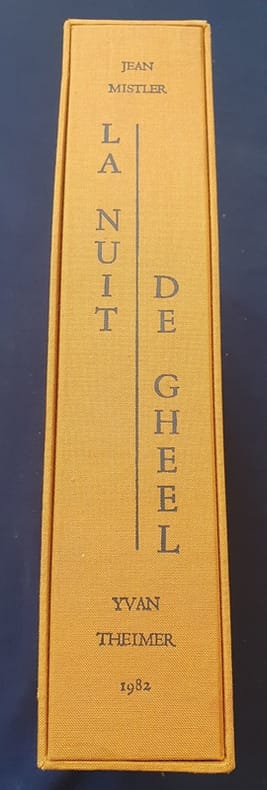 JEAN
MISTLER
LA NUIT
DE GHEEL
YVAN
THEIMER
1982